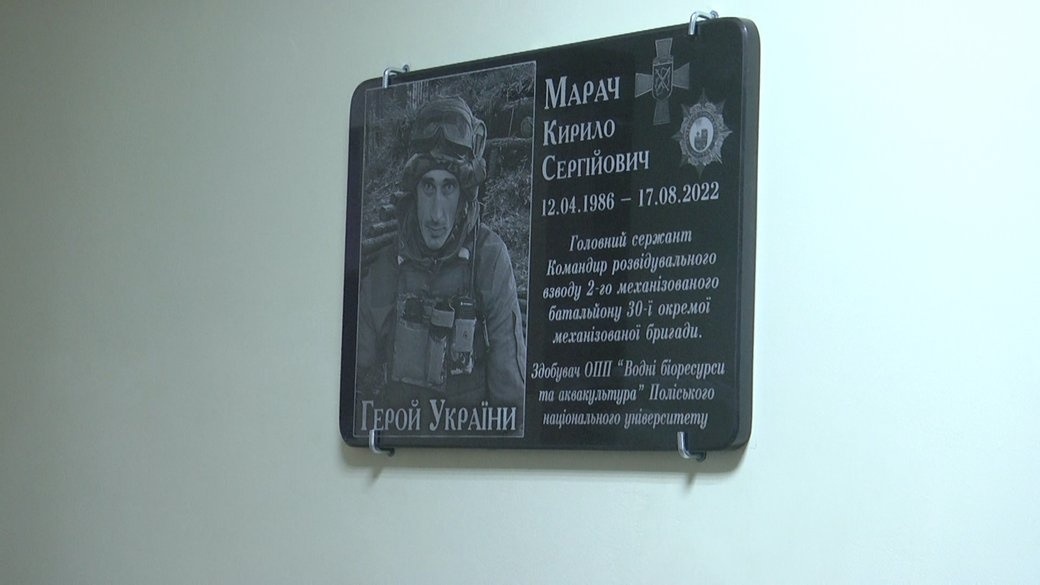 Марач
Кирило
Сергійович
12.04.1986 – 17.08.2022
Головний сержант
Командир розвідувального
взводу 2-го механізованого
батальйону 30-ї окремої
механізованої бригади.
Здобувач ОПП “Водні біоресурси
та аквакультура” Поліського
національного університету
Герой України